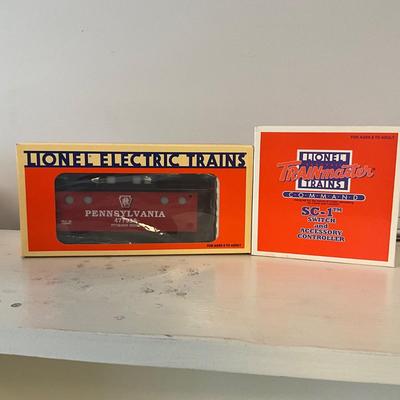 LIONEL ELECTRIC TRAINS
PENNSYLVANIA
FOR AGES 8 TO ADULT
FOR AGES 8 TO ADULT
LIONEL
TRAINmaster
TRAINS
COMMAND
SC-1™
SWITCH
and
ACCESSORY
CONTROLLER